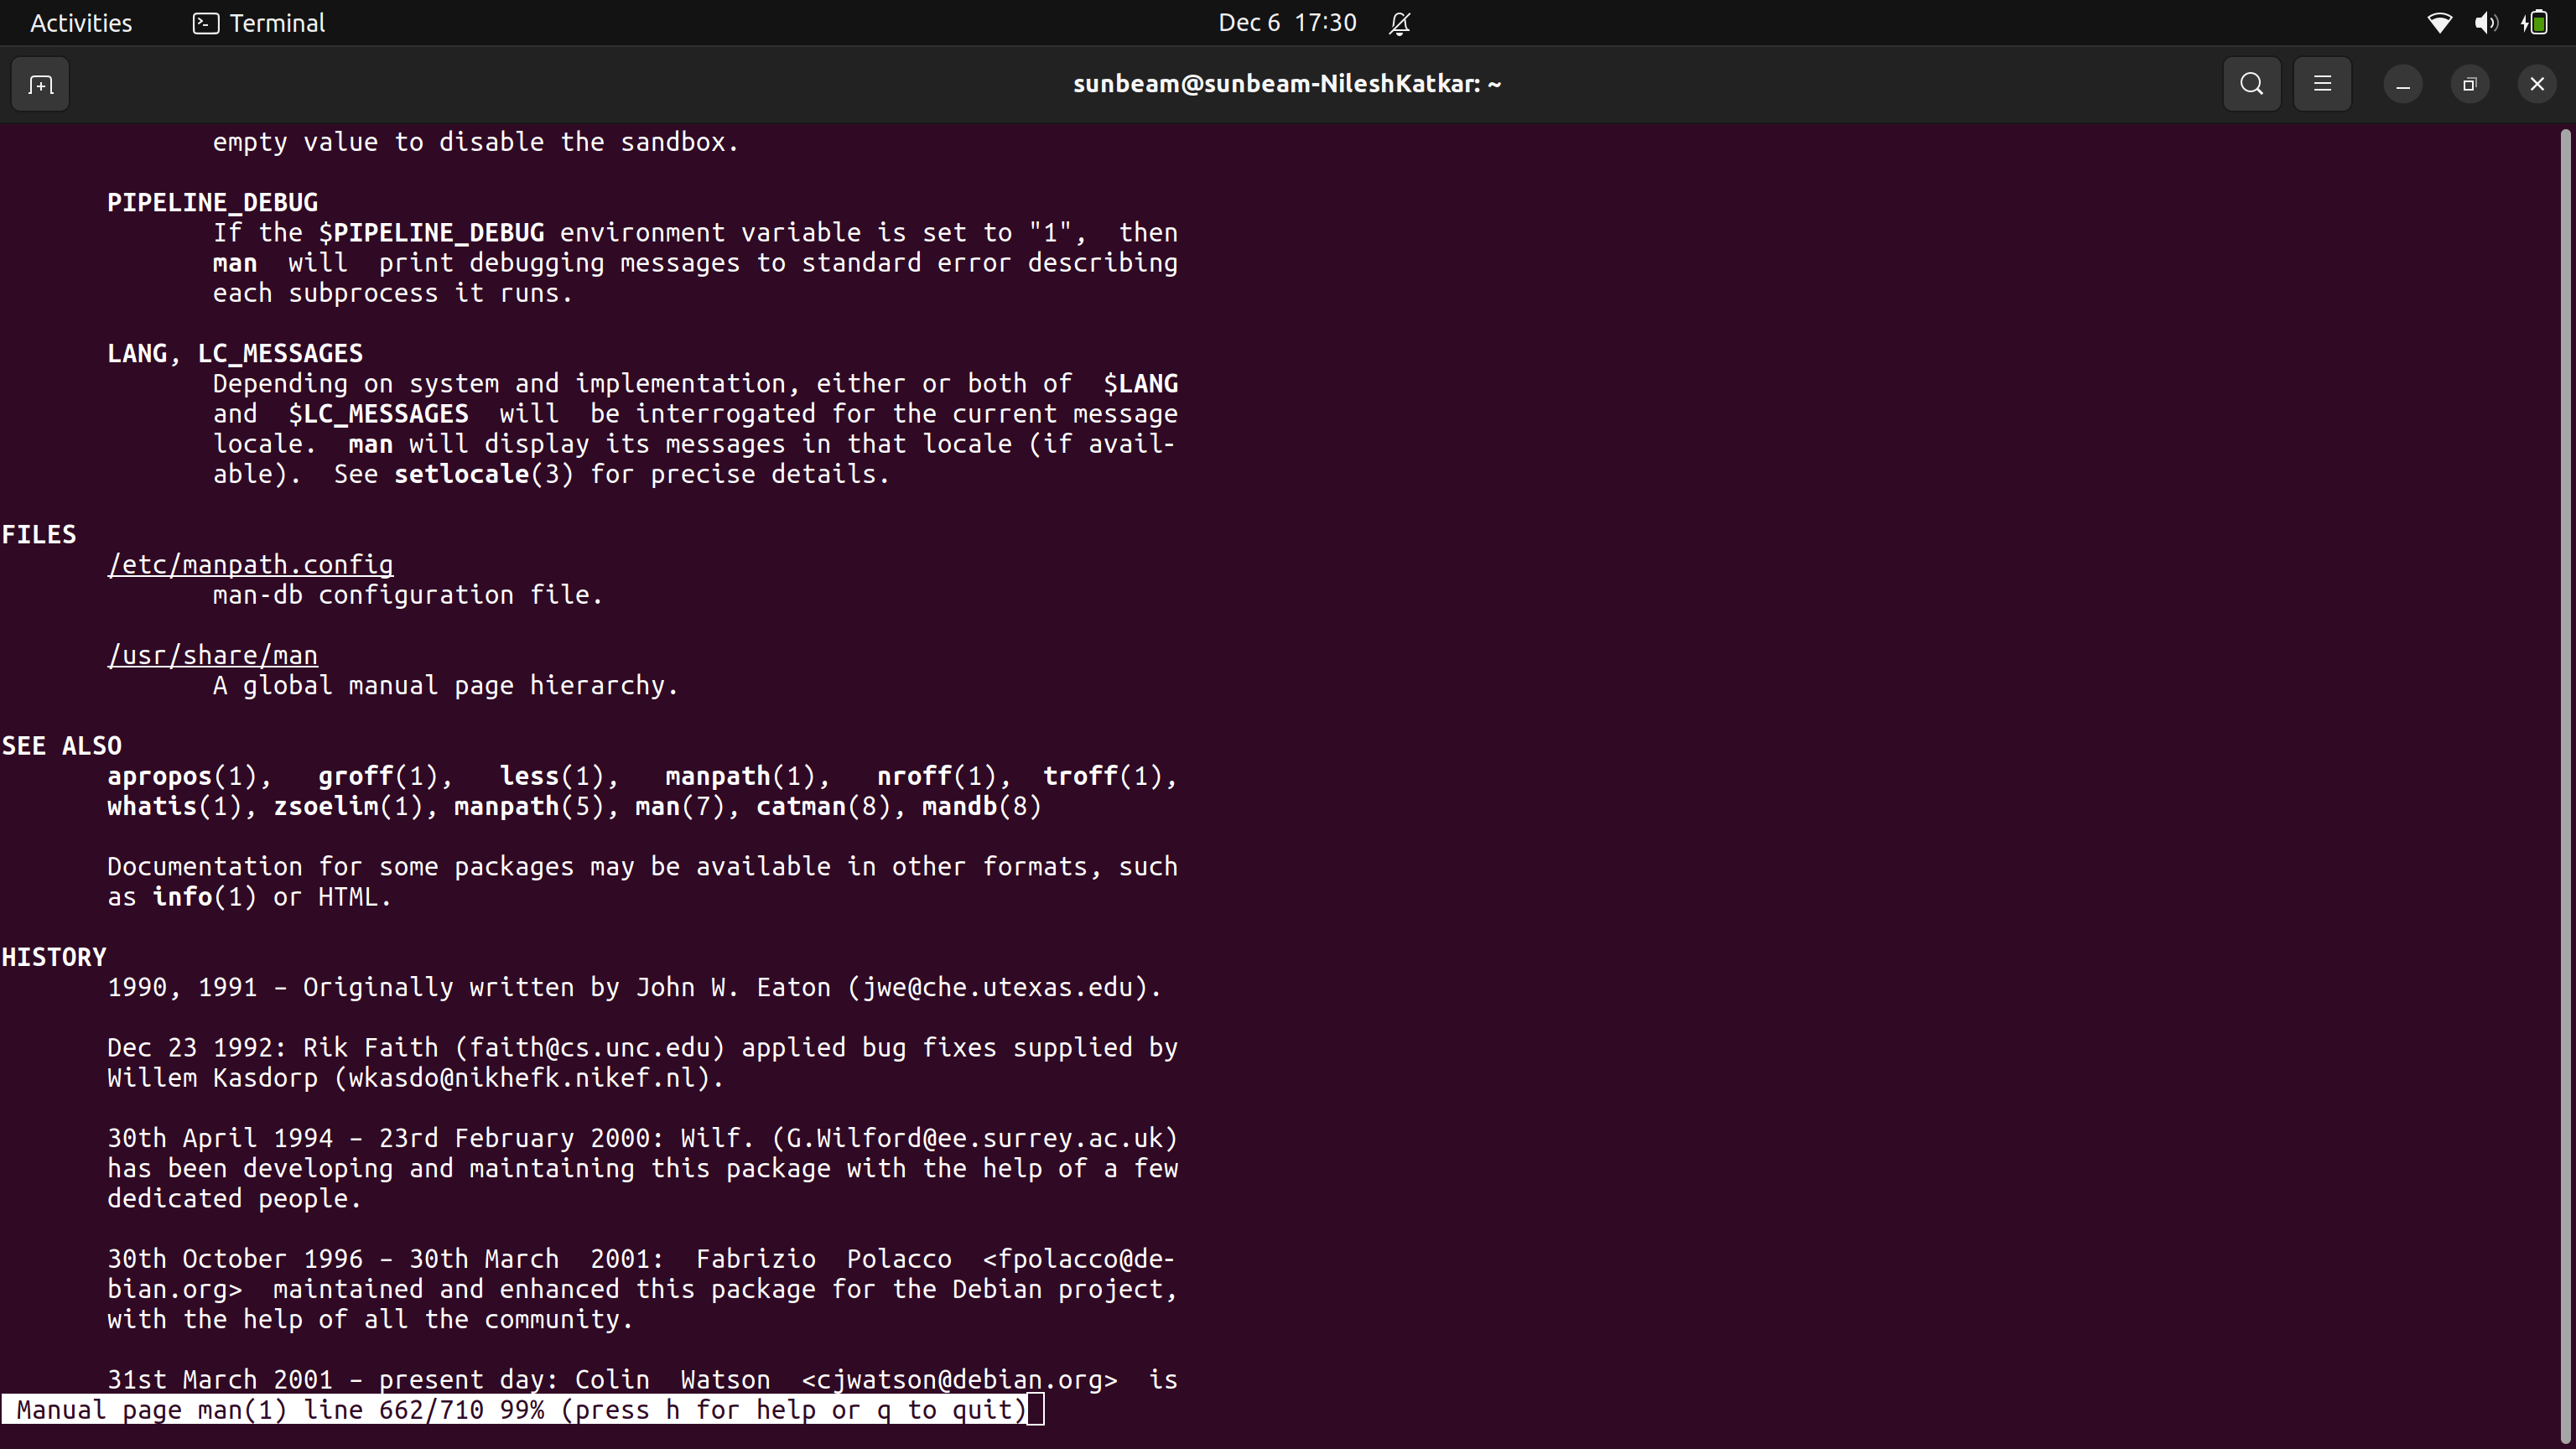 Activities Terminal Dec 6 17:30
sunbeam@sunbeam-NileshKatkar: ~
empty value to disable the sandbox.
PIPELINE_DEBUG
If the $PIPELINE_DEBUG environment variable is set to "1",  then
man  will  print debugging messages to standard error describing
each subprocess it runs.
LANG, LC_MESSAGES
Depending on system and implementation, either or both of  $LANG
and  $LC_MESSAGES  will  be interrogated for the current message
locale.  man will display its messages in that locale (if avail-
able).  See setlocale(3) for precise details.
FILES
/etc/manpath.config
man-db configuration file.
/usr/share/man
A global manual page hierarchy.
SEE ALSO
apropos(1),   groff(1),   less(1),   manpath(1),   nroff(1),  troff(1),
whatis(1), zsoelim(1), manpath(5), man(7), catman(8), mandb(8)
Documentation for some packages may be available in other formats, such
as info(1) or HTML.
HISTORY
1990, 1991 – Originally written by John W. Eaton (jwe@che.utexas.edu).
Dec 23 1992: Rik Faith (faith@cs.unc.edu) applied bug fixes supplied by
Willem Kasdorp (wkasdo@nikhefk.nikef.nl).
30th April 1994 – 23rd February 2000: Wilf. (G.Wilford@ee.surrey.ac.uk)
has been developing and maintaining this package with the help of a few
dedicated people.
30th October 1996 – 30th March  2001:  Fabrizio  Polacco  <fpolacco@de-
bian.org>  maintained and enhanced this package for the Debian project,
with the help of all the community.
31st March 2001 – present day: Colin  Watson  <cjwatson@debian.org>  is
Manual page man(1) line 662/710 99% (press h for help or q to quit)